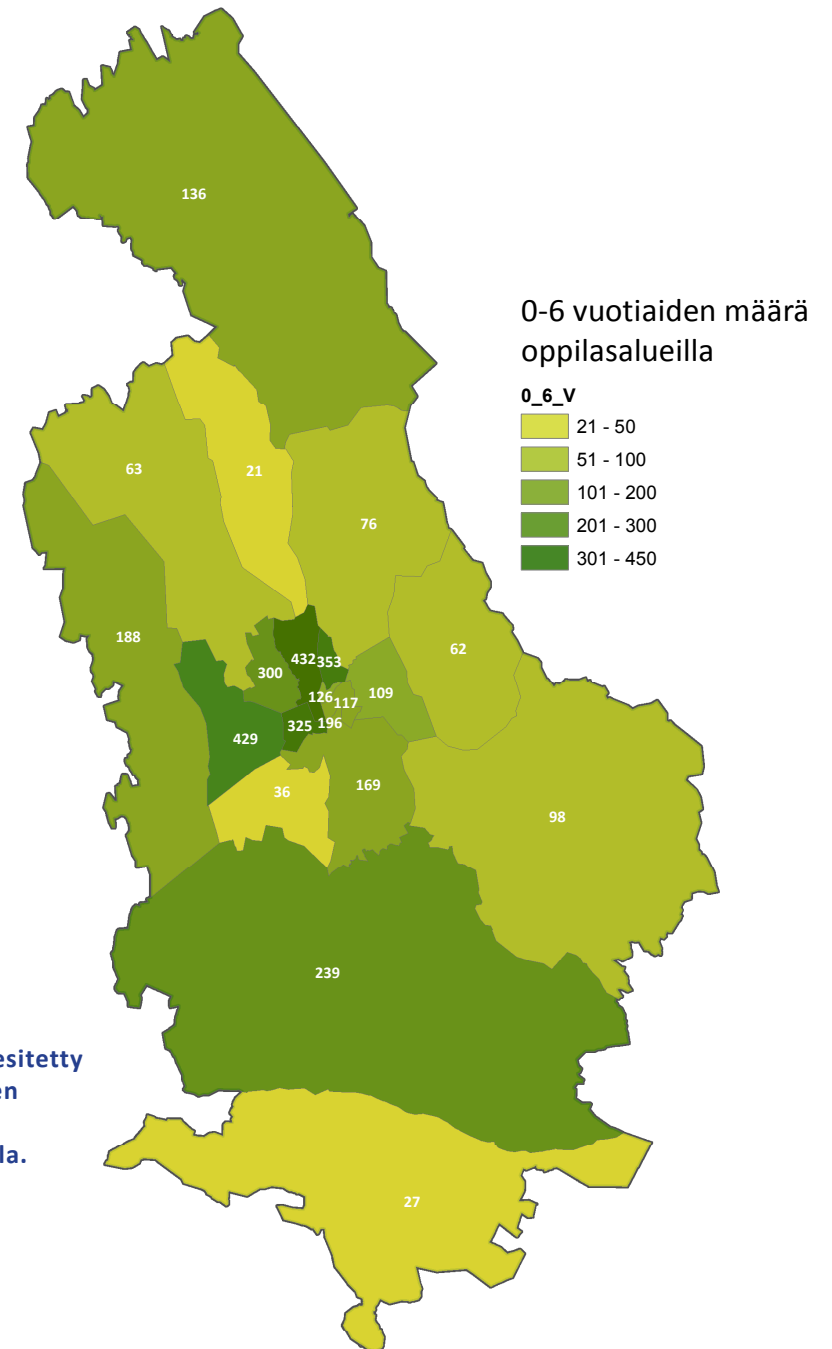 136
0-6 vuotiaiden määrä
oppilasalueilla
0_6_V
21 - 50
51 - 100
101 - 200
201 - 300
301 - 450
63
21
76
188
62
432 353
300
109
126 117
325 196
429
169
36
98
239
esitetty
en
la.
27